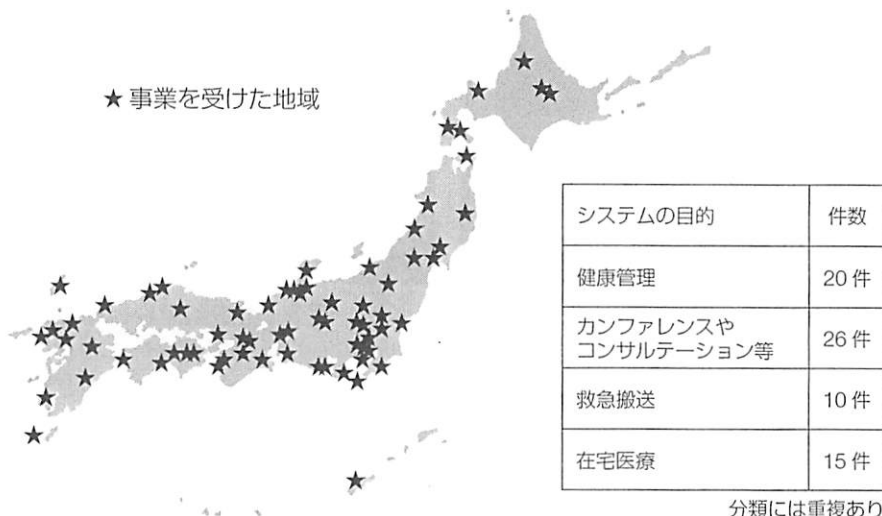 ★ 事業を受けた地域
システムの目的 件数
健康管理 20件
カンファレンスや
コンサルテーション等 26件
救急搬送 10件
在宅医療 15件
分類には重複あり